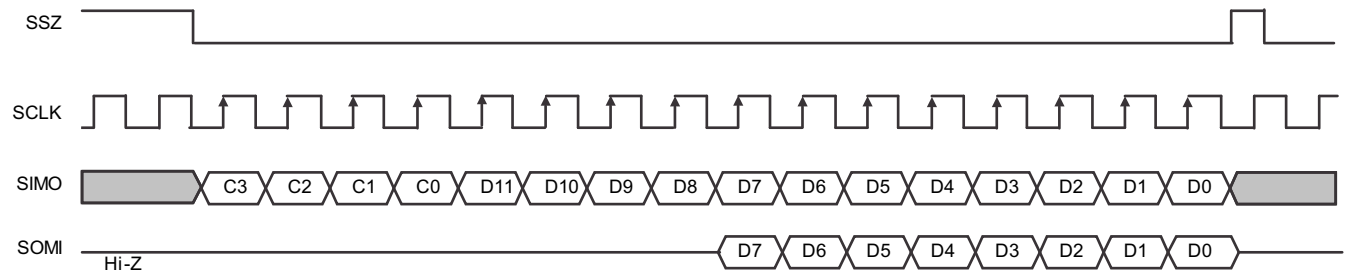 SSZ
SCLK
SIMO C3 C2 C1 C0 D11 D10 D9 D8 D7 D6 D5 D4 D3 D2 D1 D0
SOMI D7 D6 D5 D4 D3 D2 D1 D0
Hi-Z